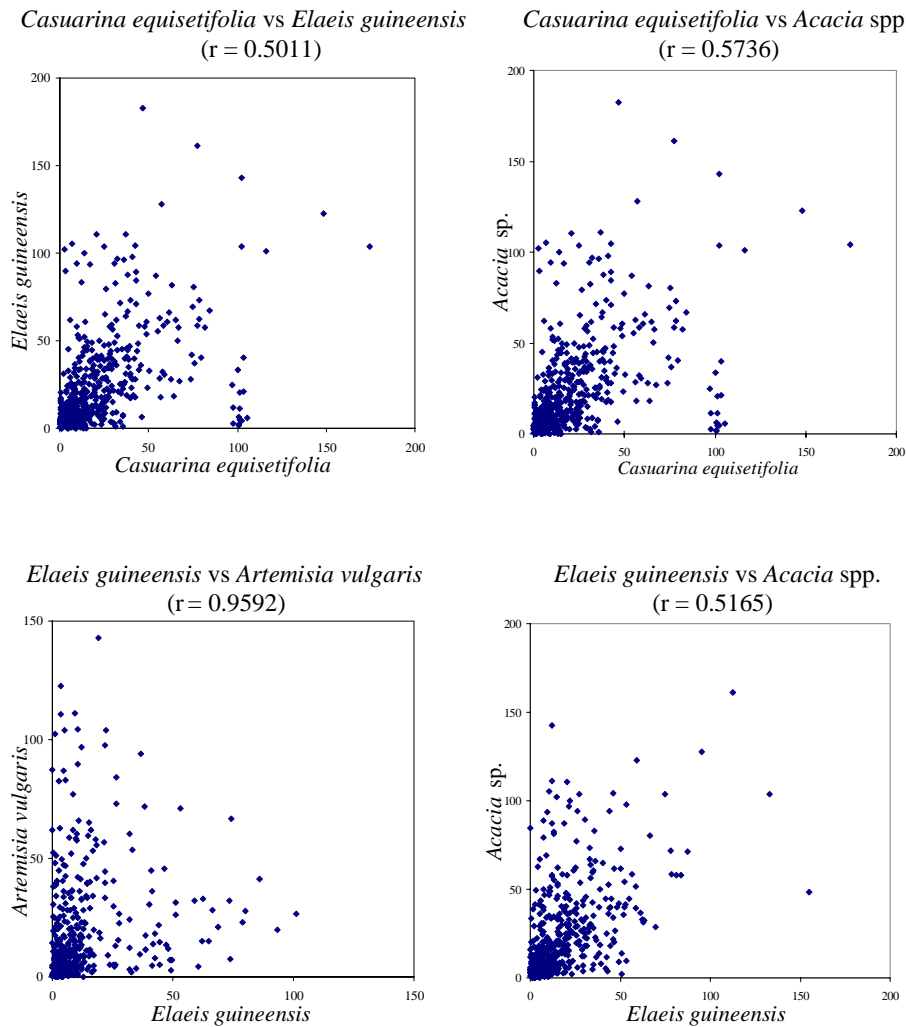 Casuarina equisetifolia vs Elaeis guineensis
(r = 0.5011)
200
150
100
50
0
Elaeis guineensis
0 50 100 150 200
Casuarina equisetifolia
Casuarina equisetifolia vs Acacia spp
(r = 0.5736)
200
150
100
50
0
Acacia sp.
0 50 100 150 200
Casuarina equisetifolia
Elaeis guineensis vs Artemisia vulgaris
(r = 0.9592)
150
100
50
0
Artemisia vulgaris
0 50 100 150
Elaeis guineensis
Elaeis guineensis vs Acacia spp.
(r = 0.5165)
200
150
100
50
0
Acacia sp.
0 50 100 150 200
Elaeis guineensis